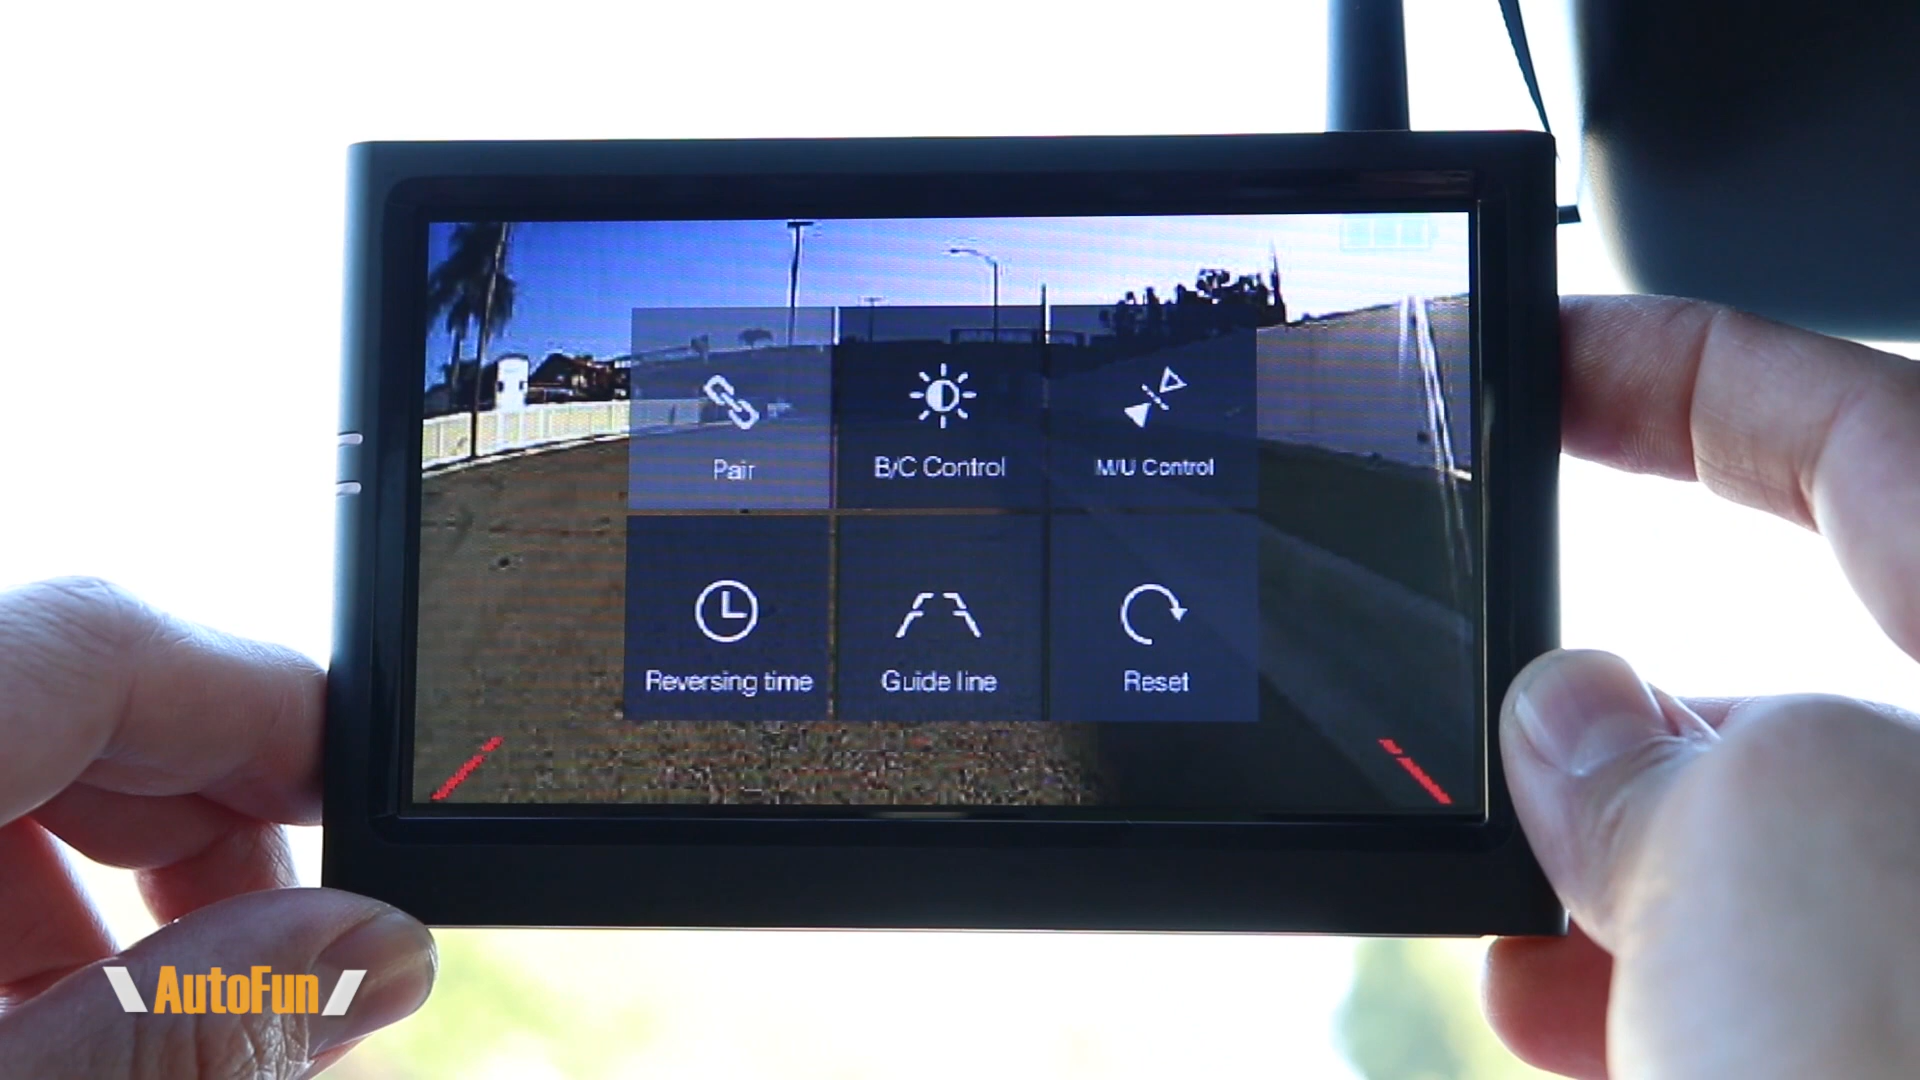 Pair
B/C Control
M/U Control
Reversing time
Guide line
Reset
AutoFun